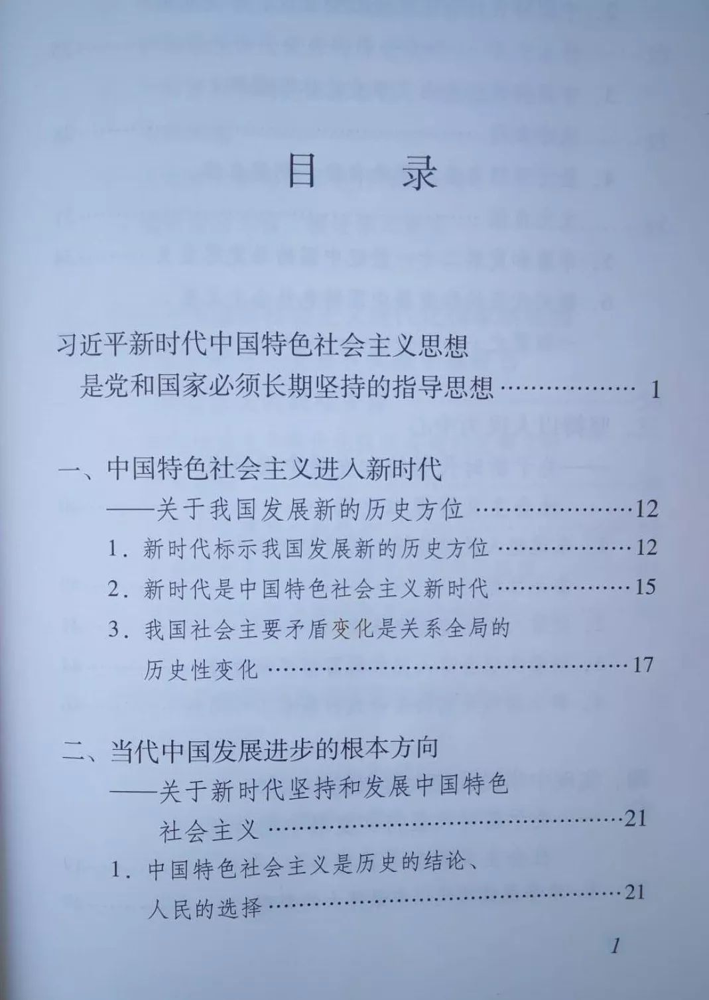 目 录
习近平新时代中国特色社会主义思想
是党和国家必须长期坚持的指导思想……………… 1
一、中国特色社会主义进入新时代
——关于我国发展新的历史方位…………………12
1. 新时代标示我国发展新的历史方位………………12
2. 新时代是中国特色社会主义新时代………………15
3. 我国社会主要矛盾变化是关系全局的
历史性变化…………………………………………17
二、当代中国发展进步的根本方向
——关于新时代坚持和发展中国特色
社会主义…………………………………………21
1. 中国特色社会主义是历史的结论、
人民的选择…………………………………………21
1